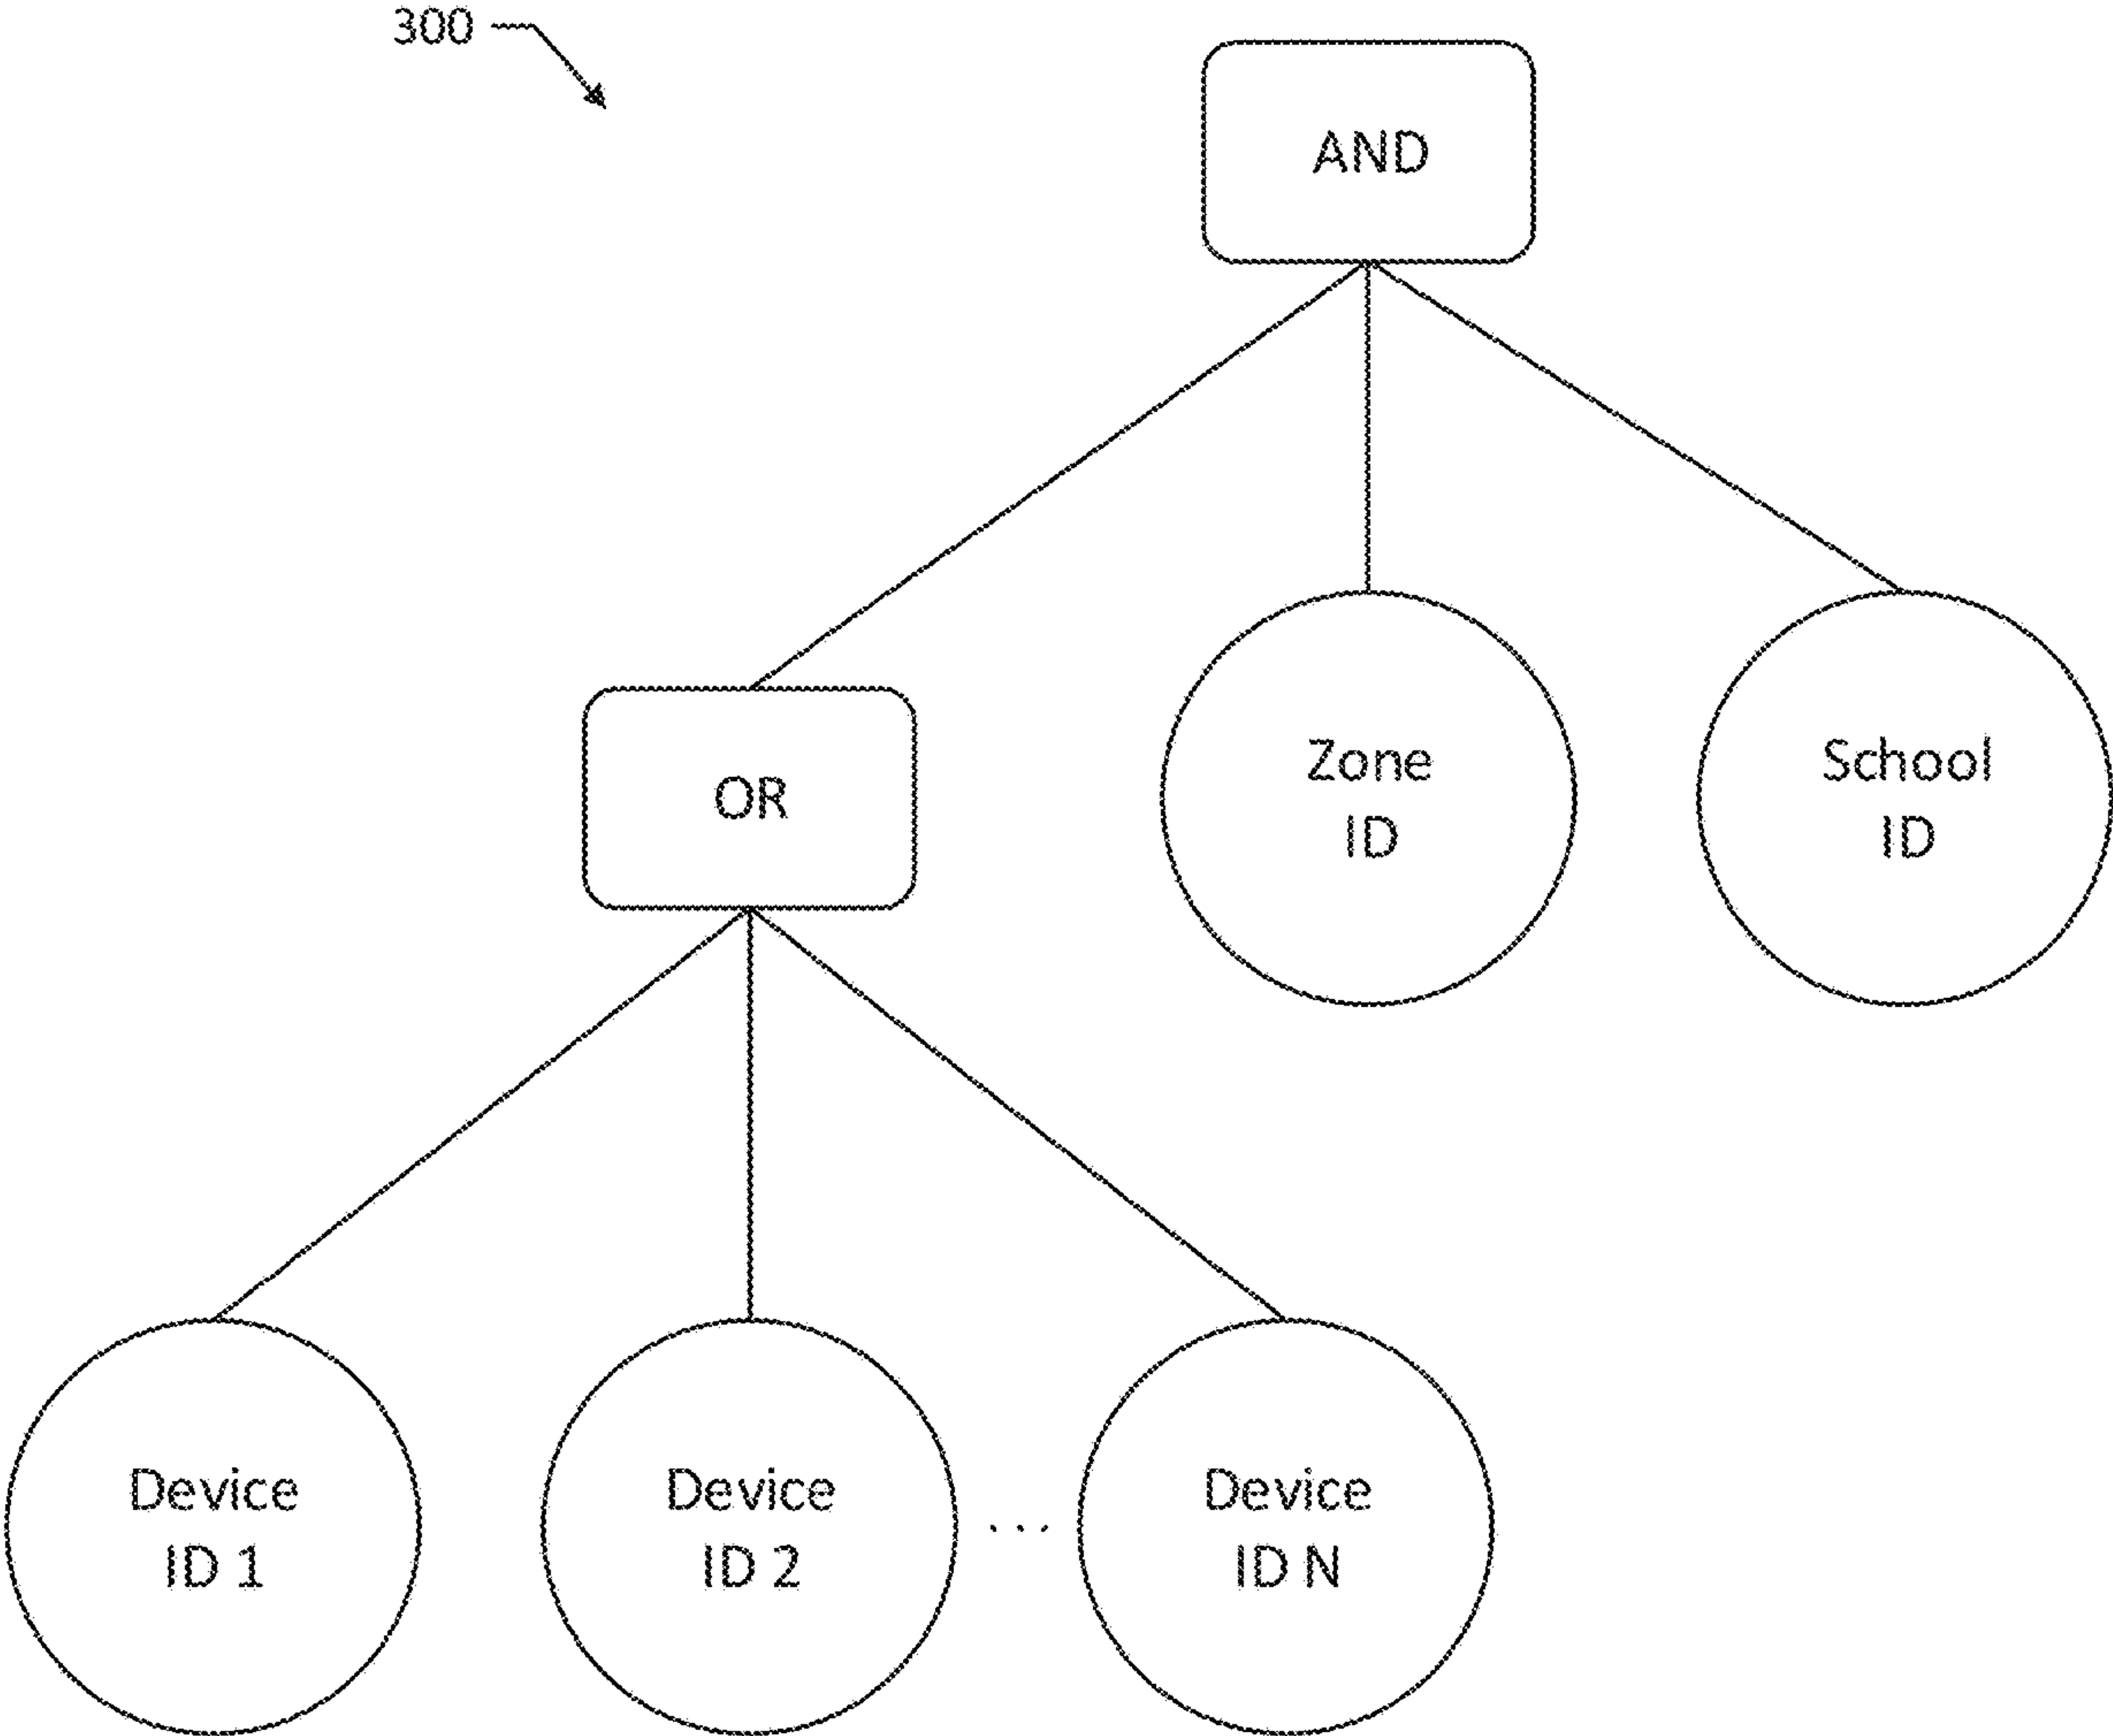 300
AND
OR
Zone
ID
School
ID
Device
ID 1
Device
ID 2
...
Device
ID N